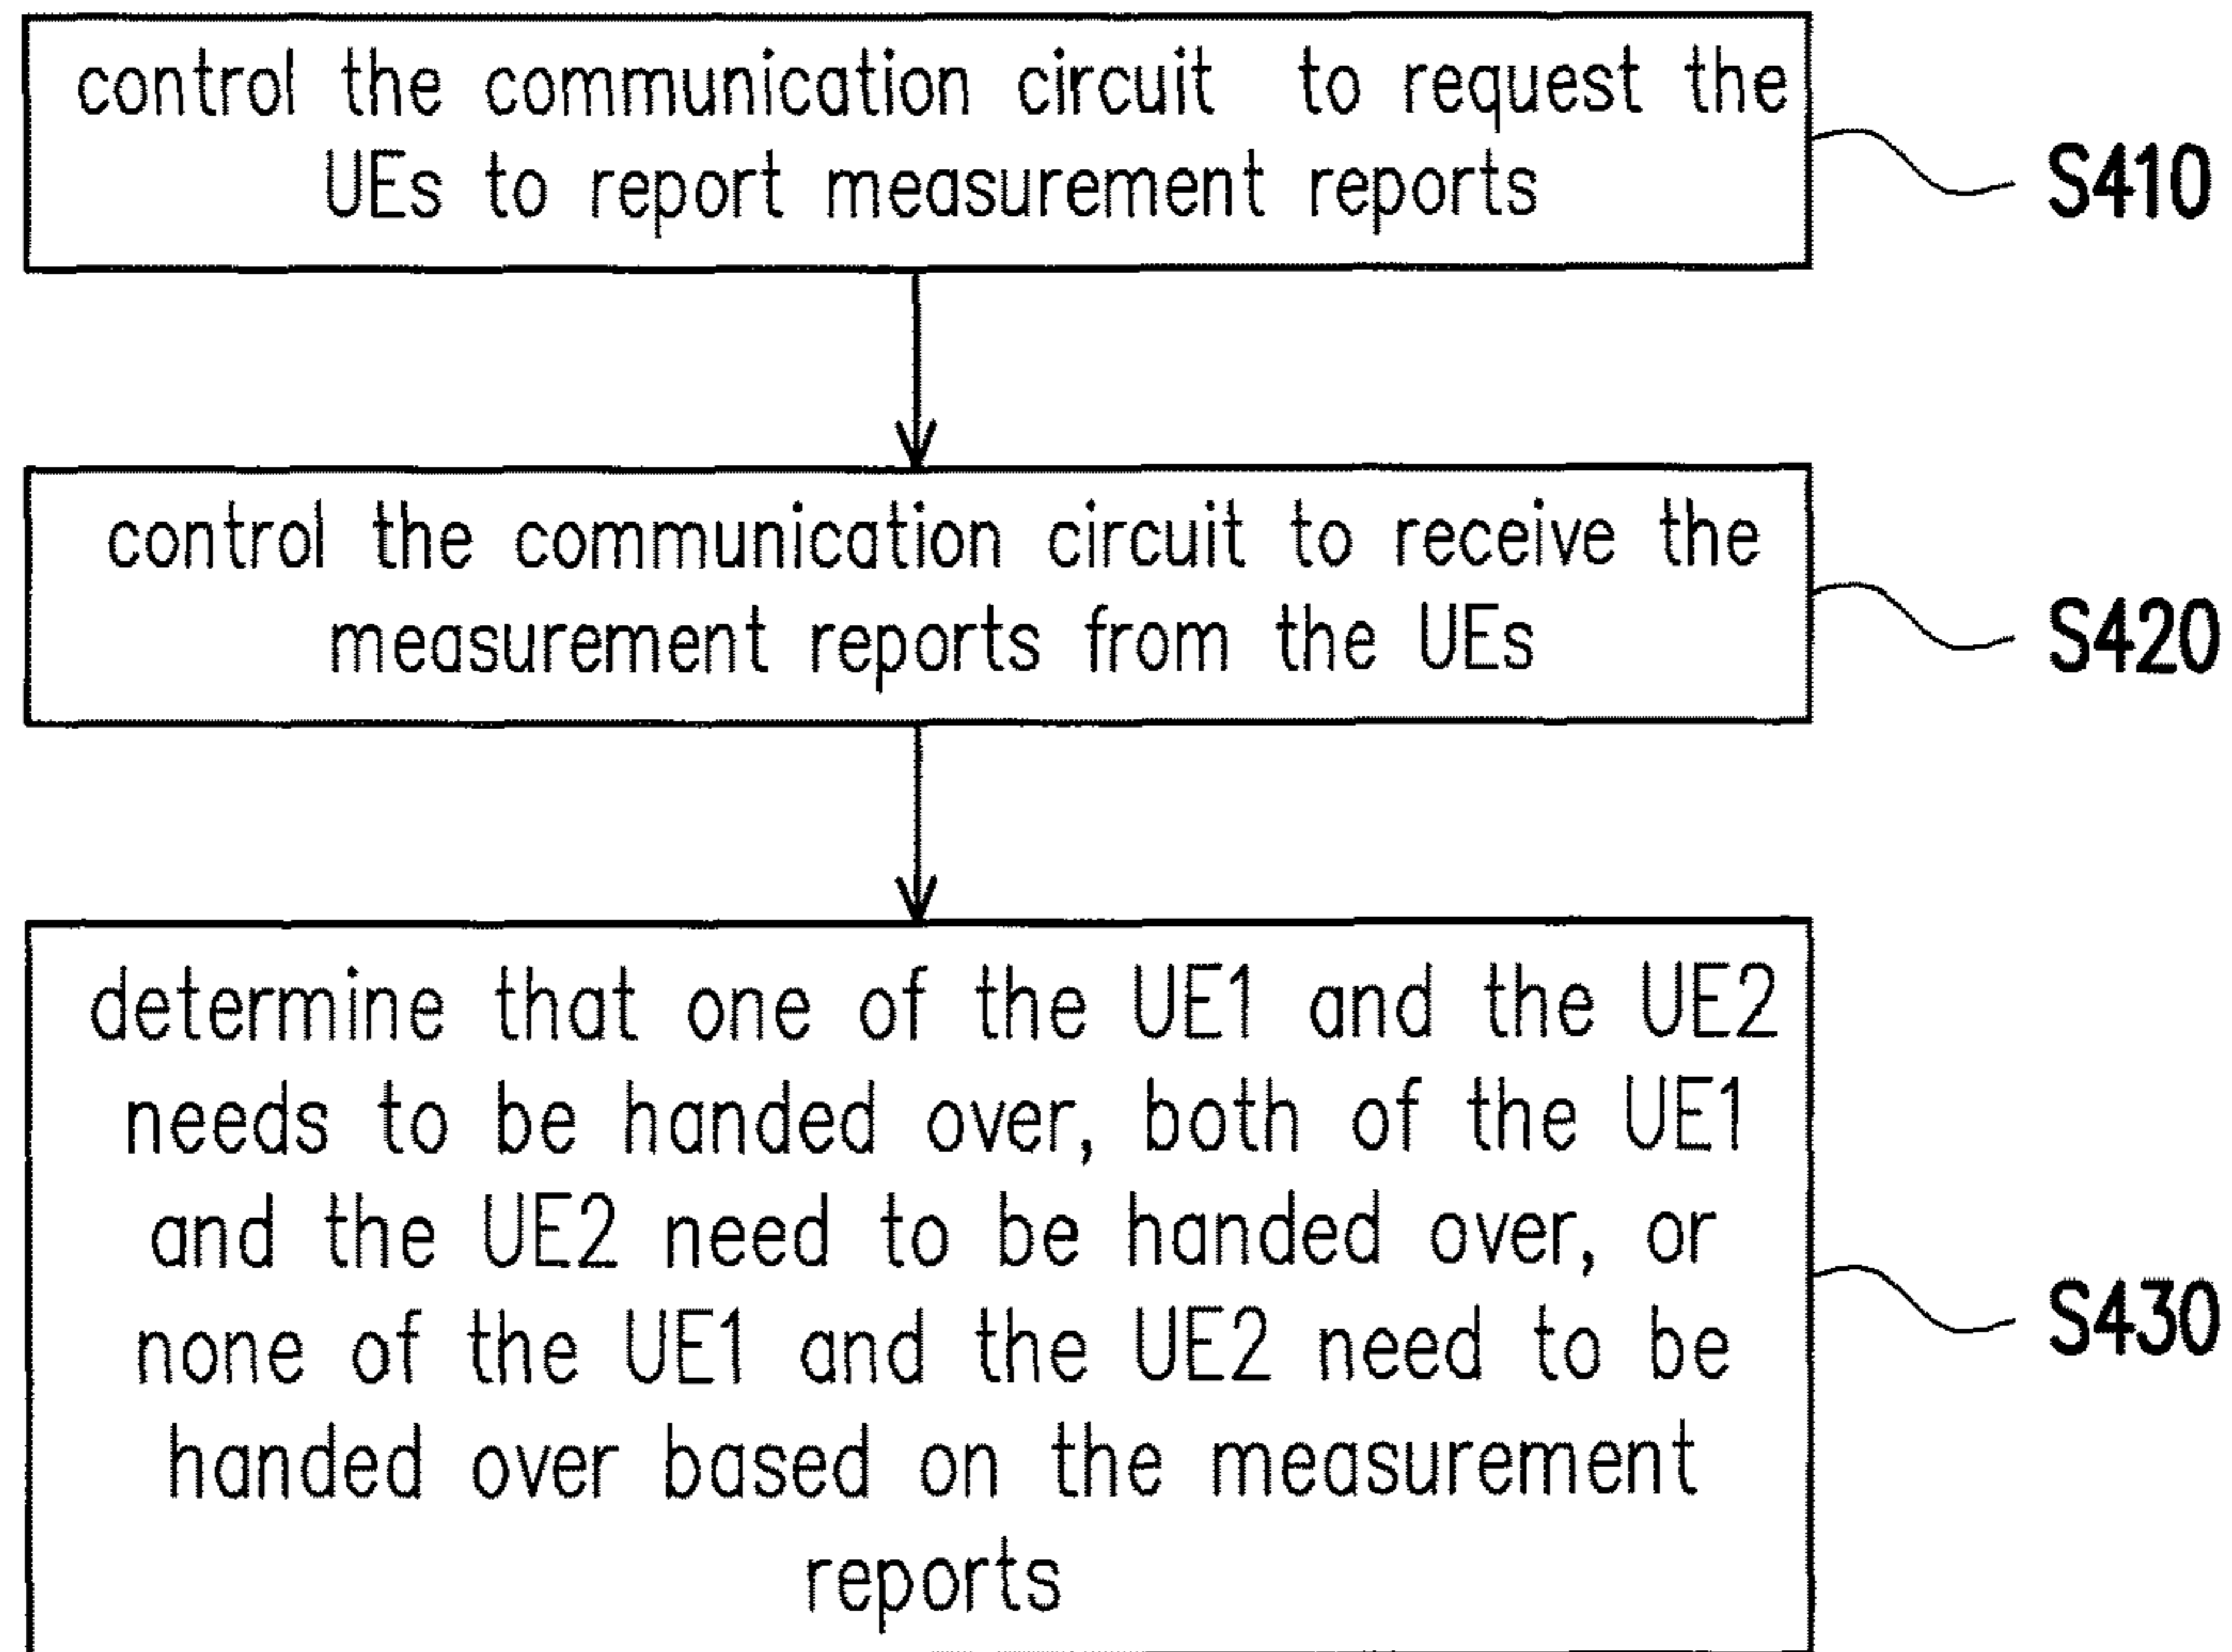 control the communication circuit to request the
UEs to report measurement reports
S410
control the communication circuit to receive the
measurement reports from the UEs
S420
determine that one of the UE1 and the UE2
needs to be handed over, both of the UE1
and the UE2 need to be handed over, or
none of the UE1 and the UE2 need to be
handed over based on the measurement
reports
S430